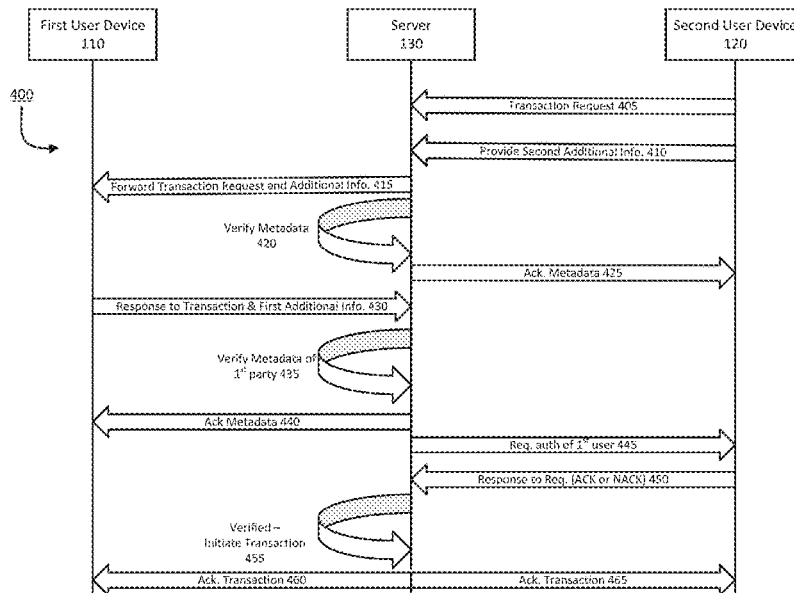 First User Device
110
Server
130
Second User Device
120
400
Transaction Request 405
Provide Second Additional Info. 410
Forward Transaction Request and Additional Info. 415
Verify Metadata
420
Ack. Metadata 425
Response to Transaction & First Additional Info. 430
Verify Metadata of
1st party 435
Ack Metadata 440
Req. auth of 1st user 445
Response to Req. (ACK or NACK) 450
Verified –
Initiate Transaction
455
Ack. Transaction 460
Ack. Transaction 465